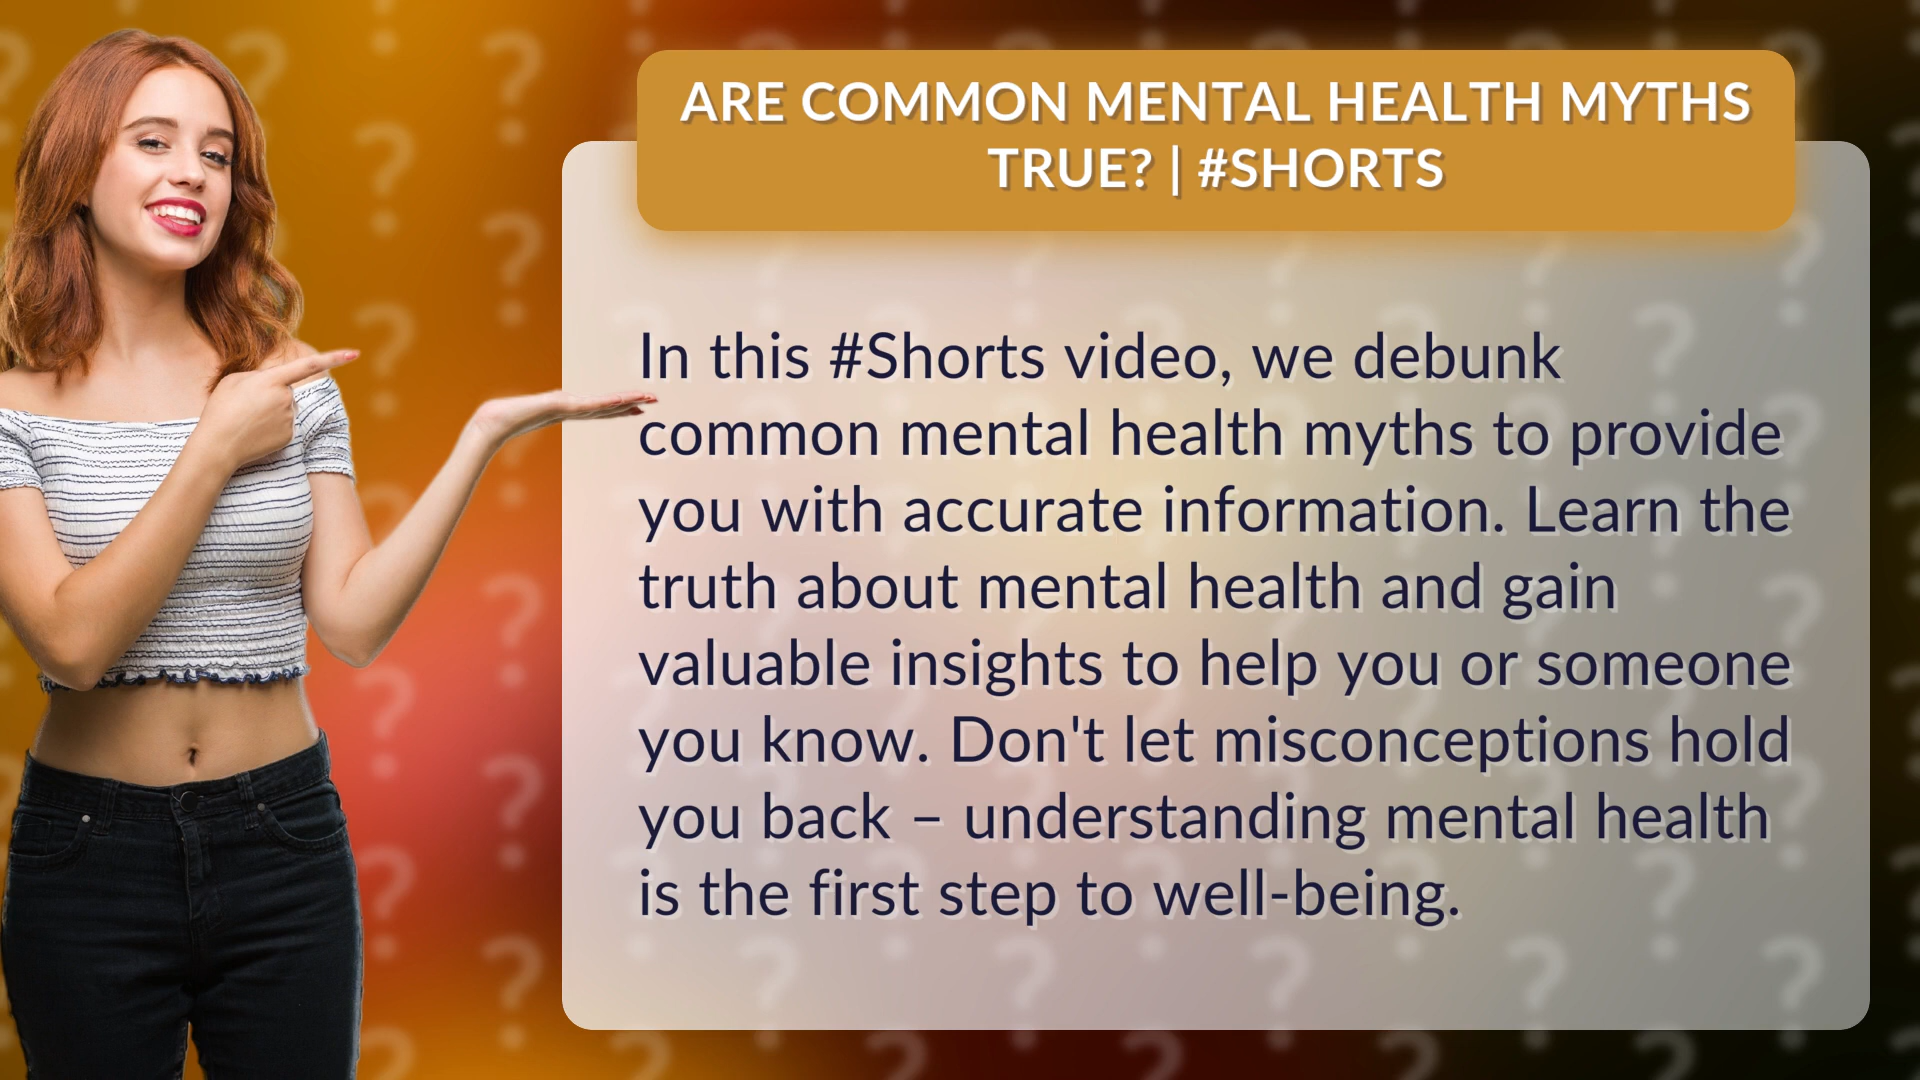 ARE COMMON MENTAL HEALTH MYTHS
TRUE? | #SHORTS
In this #Shorts video, we debunk
common mental health myths to provide
you with accurate information. Learn the
truth about mental health and gain
valuable insights to help you or someone
you know. Don't let misconceptions hold
you back – understanding mental health
is the first step to well-being.